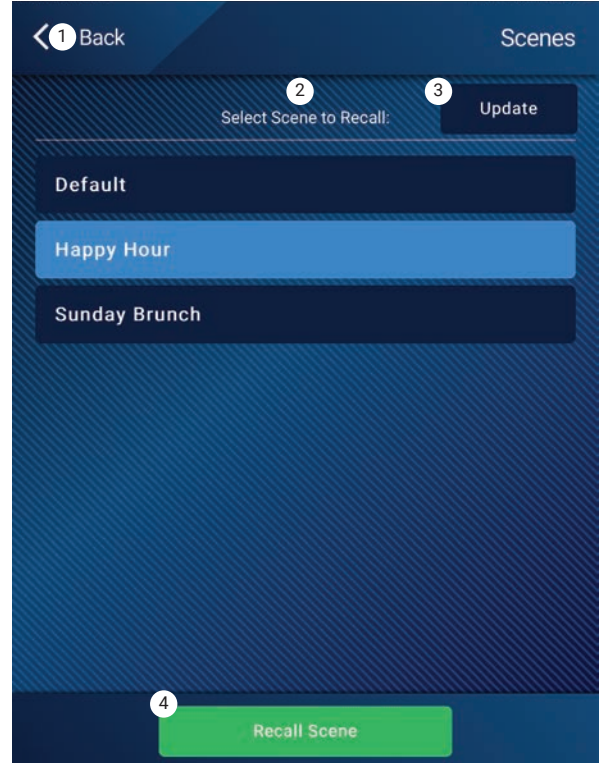 1 Back Scenes
2 3
Select Scene to Recall: Update
Default
Happy Hour
Sunday Brunch
4
Recall Scene